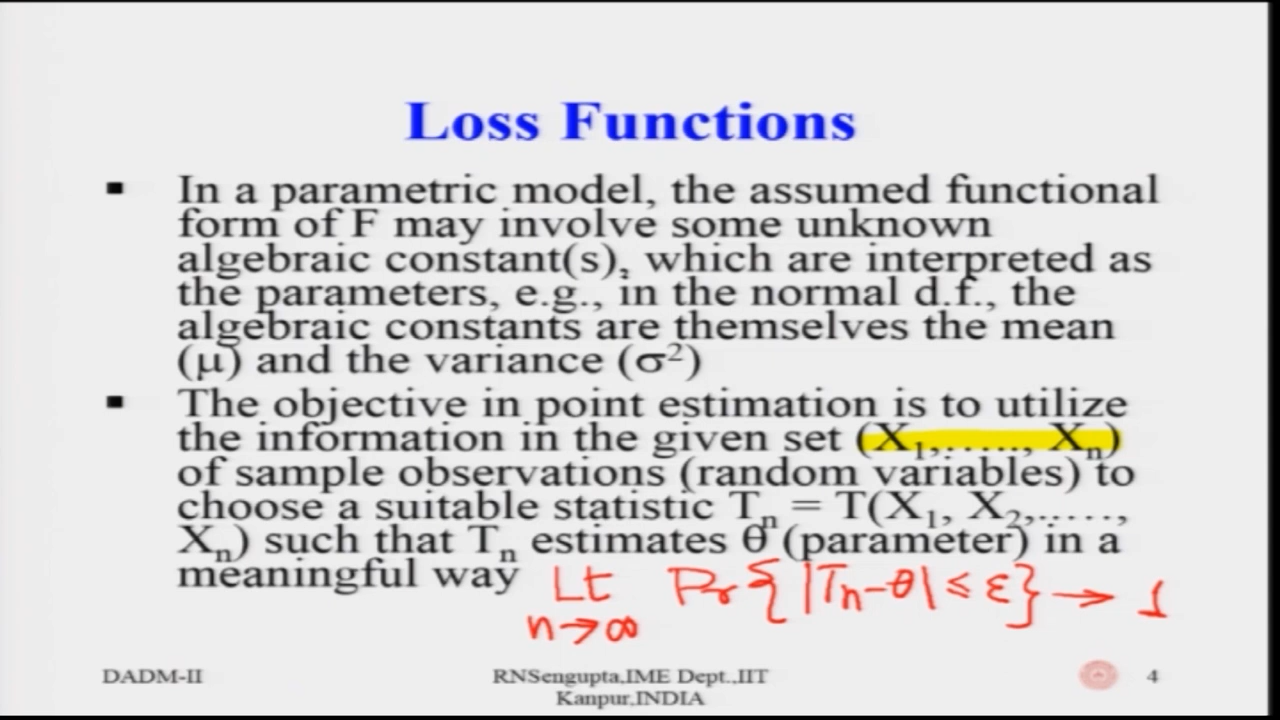 Loss Functions
▪ In a parametric model, the assumed functional
form of F may involve some unknown
algebraic constant(s), which are interpreted as
the parameters, e.g., in the normal d.f., the
algebraic constants are themselves the mean
(μ) and the variance (σ²)
▪ The objective in point estimation is to utilize
the information in the given set (X₁,....., Xₙ)
of sample observations (random variables) to
choose a suitable statistic Tₙ = T(X₁, X₂,.....,
Xₙ) such that Tₙ estimates θ (parameter) in a
meaningful way
Lt n→∞ Pr{|Tₙ-θ| ≤ ε} → 1
DADM-II
RNSengupta,IME Dept.,IIT
Kanpur,INDIA
4